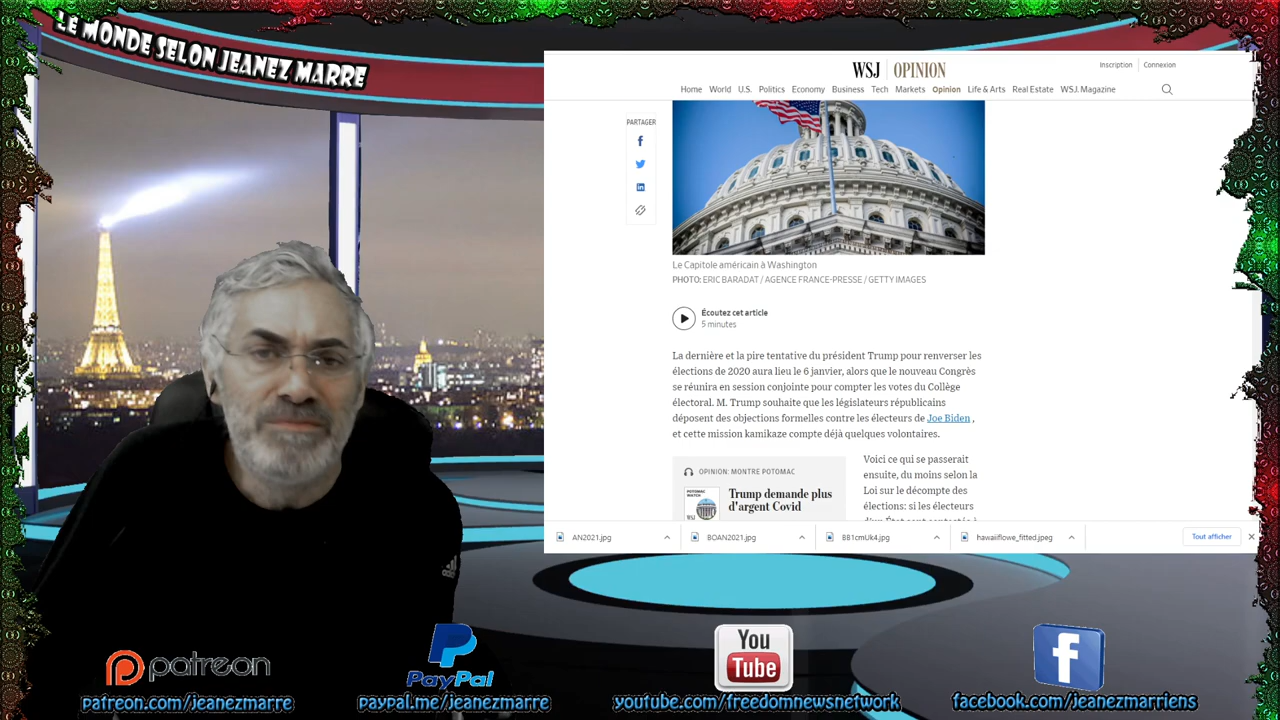 LE MONDE SELON JEANEZ MARRE
WSJ OPINION
Inscription Connexion
Home World U.S. Politics Economy Business Tech Markets Opinion Life & Arts Real Estate WSJ. Magazine
PARTAGER
Le Capitole américain à Washington
PHOTO: ERIC BARADAT / AGENCE FRANCE-PRESSE / GETTY IMAGES
Écoutez cet article
5 minutes
La dernière et la pire tentative du président Trump pour renverser les
élections de 2020 aura lieu le 6 janvier, alors que le nouveau Congrès
se réunira en session conjointe pour compter les votes du Collège
électoral. M. Trump souhaite que les législateurs républicains
déposent des objections formelles contre les électeurs de Joe Biden ,
et cette mission kamikaze compte déjà quelques volontaires.
OPINION: MONTRE POTOMAC
POTOMAC
WATCH
WSJ
Trump demande plus
d'argent Covid
Voici ce qui se passerait
ensuite, du moins selon la
Loi sur le décompte des
élections: si les électeurs
AN2021.jpg
BOAN2021.jpg
BB1cmUk4.jpg
hawaiiflowe_fitted.jpeg
Tout afficher
patreon
patreon.com/jeanezmarre
PayPal
paypal.me/jeanezmarre
You
Tube
youtube.com/freedomnewsnetwork
f
facebook.com/jeanezmarriens
adidas